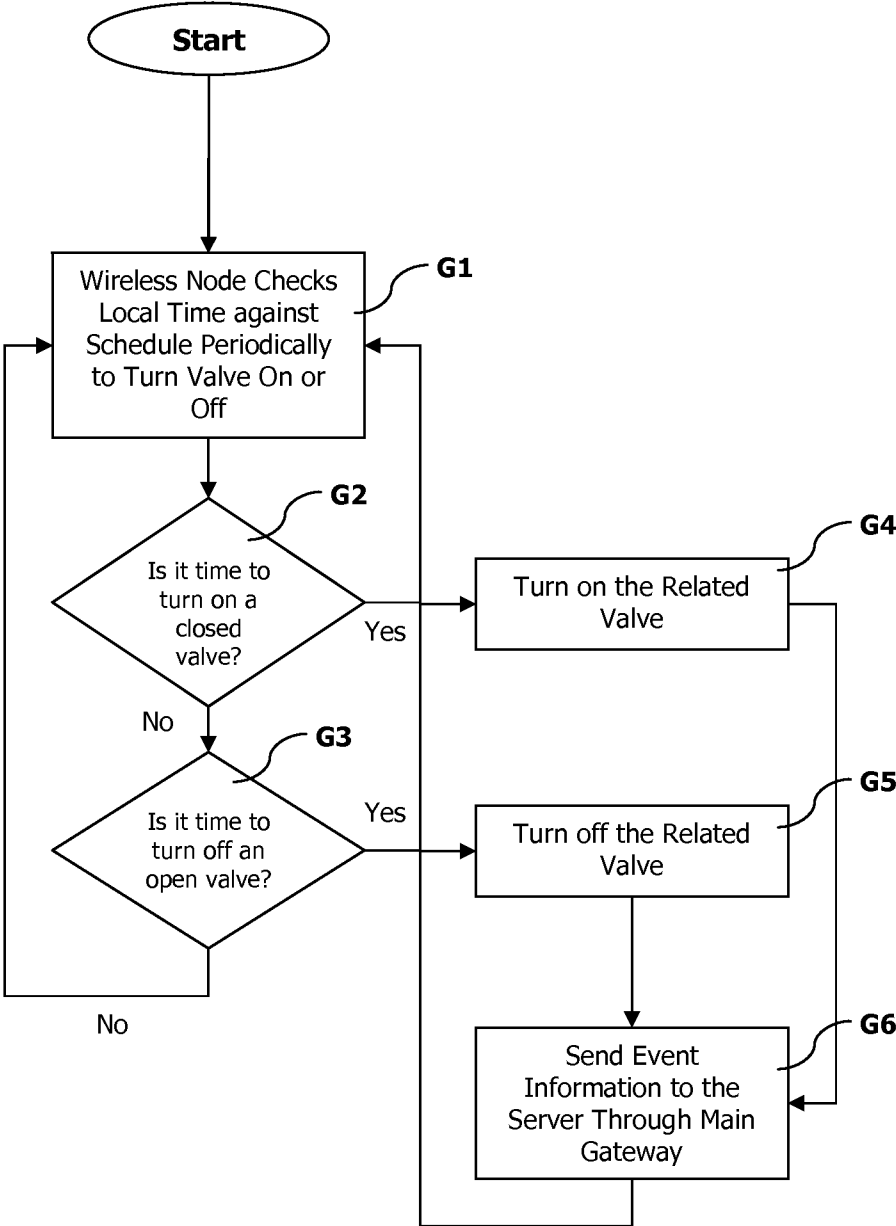 Start
Wireless Node Checks
Local Time against
Schedule Periodically
to Turn Valve On or
Off
G1
G2
Is it time to
turn on a
closed
valve?
Yes
G4
Turn on the Related
Valve
No
G3
Is it time to
turn off an
open valve?
Yes
G5
Turn off the Related
Valve
No
G6
Send Event
Information to the
Server Through Main
Gateway